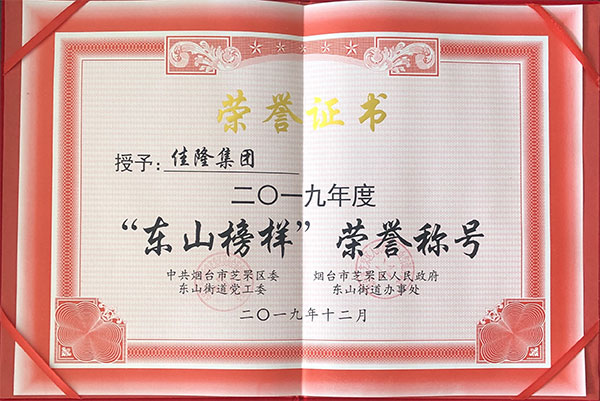 荣誉证书
授予：佳隆集团
二〇一九年度
“东山榜样”荣誉称号
中共烟台市芝罘区委 烟台市芝罘区人民政府
东山街道党工委 东山街道办事处
二〇一九年十二月